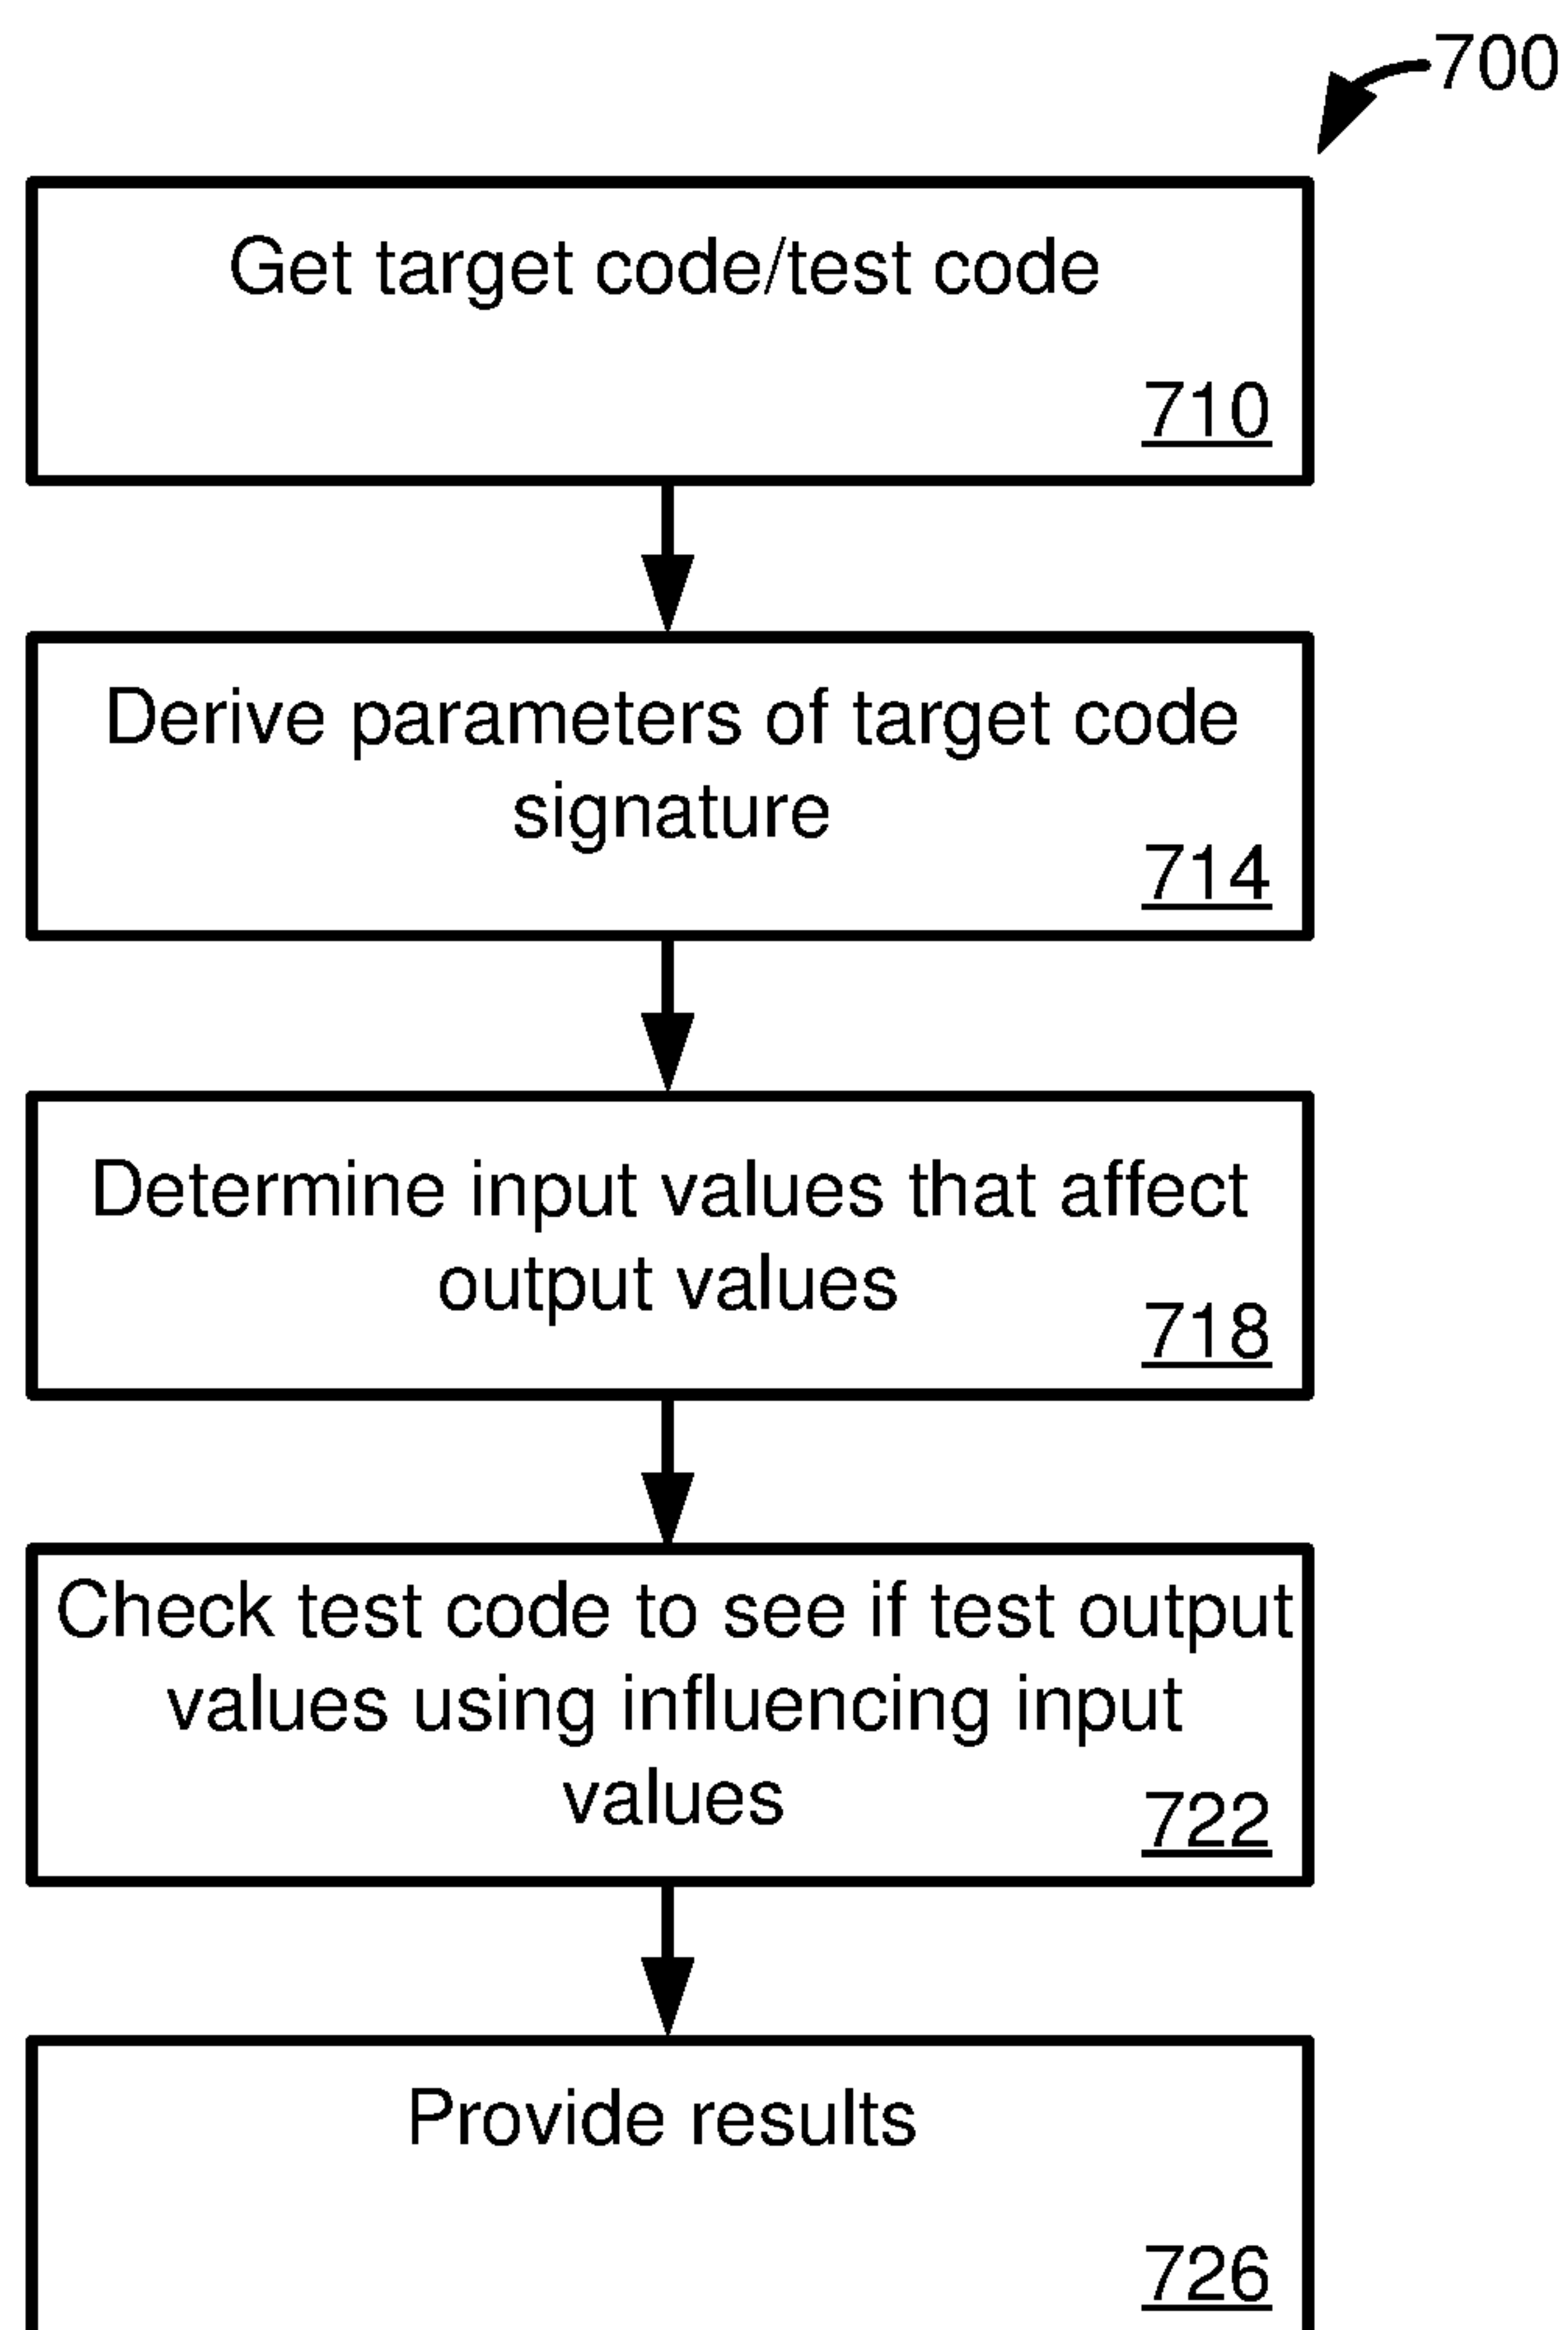 700
Get target code/test code
710
Derive parameters of target code
signature
714
Determine input values that affect
output values
718
Check test code to see if test output
values using influencing input
values
722
Provide results
726